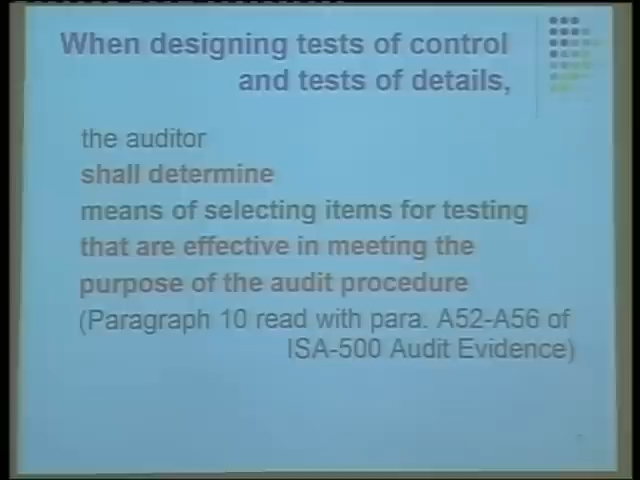 When designing tests of control
and tests of details,
the auditor
shall determine
means of selecting items for testing
that are effective in meeting the
purpose of the audit procedure
(Paragraph 10 read with para. A52-A56 of
ISA-500 Audit Evidence)